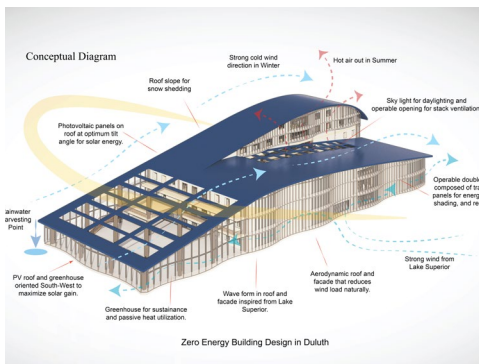 Conceptual Diagram
Strong cold wind
direction in Winter
Hot air out in Summer
Roof slope for
snow shedding
Sky light for daylighting and
operable opening for stack ventilation
Photovoltaic panels on
roof at optimum tilt
angle for solar energy.
Operable double
composed of tra
panels for energ
shading, and re
ainwater
arvesting
Point
PV roof and greenhouse
oriented South-West to
maximize solar gain.
Greenhouse for sustainance
and passive heat utilization.
Wave form in roof and
facade inspired from Lake
Superior.
Aerodynamic roof and
facade that reduces
wind load naturally.
Strong wind from
Lake Superior
Zero Energy Building Design in Duluth